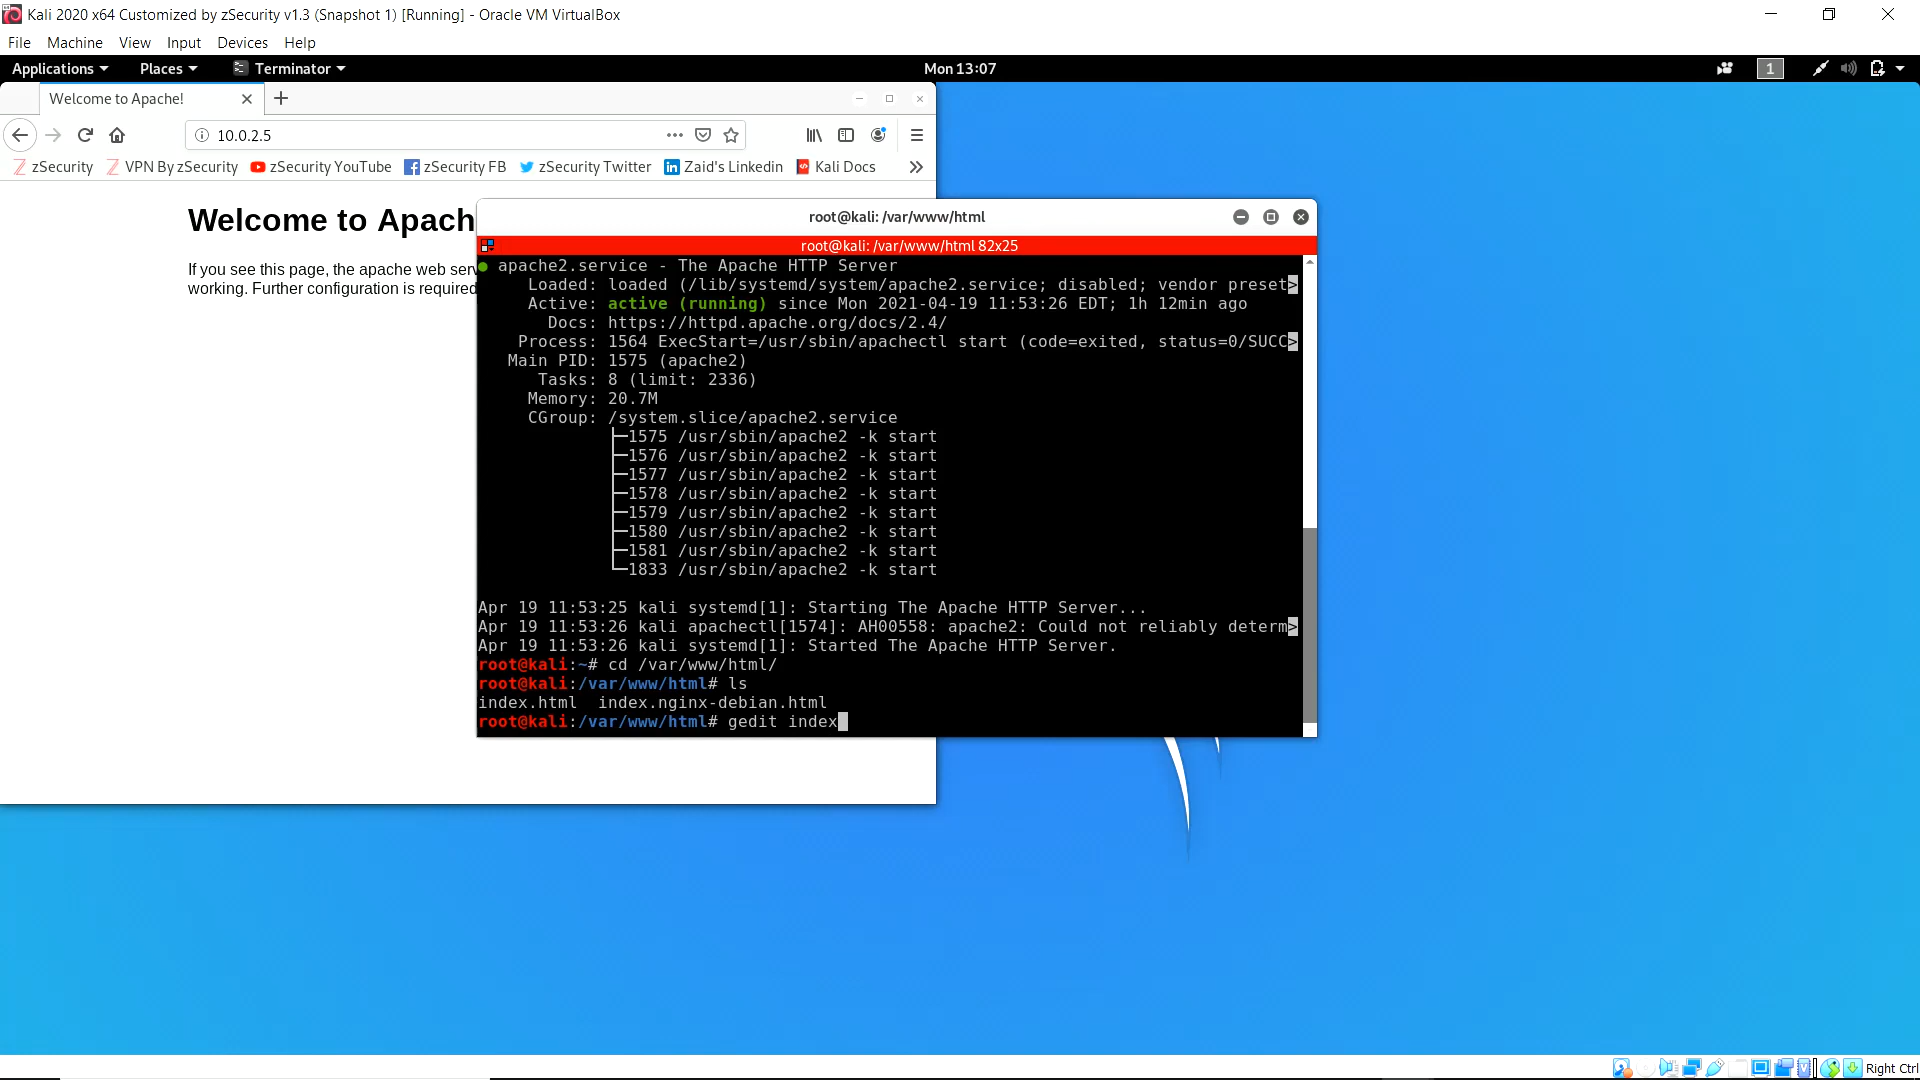 Kali 2020 x64 Customized by zSecurity v1.3 (Snapshot 1) [Running] - Oracle VM VirtualBox
File Machine View Input Devices Help
Applications Places Terminator Mon 13:07 1
Welcome to Apache!
10.0.2.5
zSecurity VPN By zSecurity zSecurity YouTube zSecurity FB zSecurity Twitter Zaid's Linkedin Kali Docs
Welcome to Apach
If you see this page, the apache web serv
working. Further configuration is required
root@kali: /var/www/html
root@kali: /var/www/html 82x25
● apache2.service - The Apache HTTP Server
Loaded: loaded (/lib/systemd/system/apache2.service; disabled; vendor preset>
Active: active (running) since Mon 2021-04-19 11:53:26 EDT; 1h 12min ago
Docs: https://httpd.apache.org/docs/2.4/
Process: 1564 ExecStart=/usr/sbin/apachectl start (code=exited, status=0/SUCC>
Main PID: 1575 (apache2)
Tasks: 8 (limit: 2336)
Memory: 20.7M
CGroup: /system.slice/apache2.service
├─1575 /usr/sbin/apache2 -k start
├─1576 /usr/sbin/apache2 -k start
├─1577 /usr/sbin/apache2 -k start
├─1578 /usr/sbin/apache2 -k start
├─1579 /usr/sbin/apache2 -k start
├─1580 /usr/sbin/apache2 -k start
├─1581 /usr/sbin/apache2 -k start
└─1833 /usr/sbin/apache2 -k start
Apr 19 11:53:25 kali systemd[1]: Starting The Apache HTTP Server...
Apr 19 11:53:26 kali apachectl[1574]: AH00558: apache2: Could not reliably determ>
Apr 19 11:53:26 kali systemd[1]: Started The Apache HTTP Server.
root@kali:~# cd /var/www/html/
root@kali:/var/www/html# ls
index.html index.nginx-debian.html
root@kali:/var/www/html# gedit index
Right Ctrl